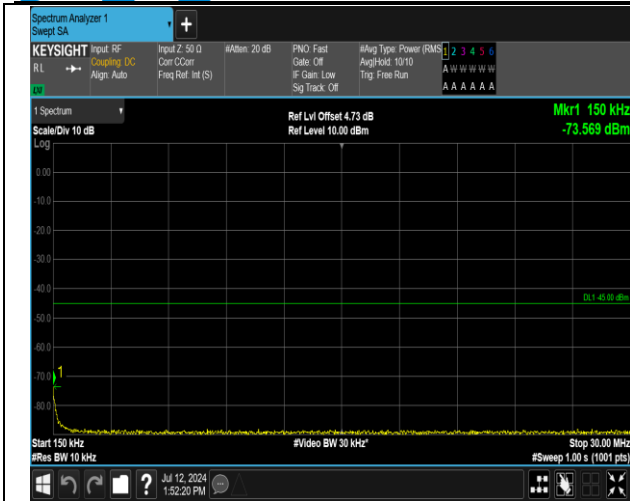 Spectrum Analyzer 1
Swept SA
KEYSIGHT
RL
Input: RF
Coupling: DC
Align: Auto
Input Z: 50 Ω
Corr CCorr
Freq Ref: Int (S)
#Atten: 20 dB
PNO: Fast
Gate: Off
IF Gain: Low
Sig Track: Off
#Avg Type: Power (RMS
Avg|Hold: 10/10
Trig: Free Run
1 2 3 4 5 6
A W W W W W
A A A A A A
1 Spectrum
Scale/Div 10 dB
Ref Lvl Offset 4.73 dB
Ref Level 10.00 dBm
Mkr1 150 kHz
-73.569 dBm
Log
0.00
-10.0
-20.0
-30.0
-40.0
DL1 -45.00 dBm
-50.0
-60.0
-70.0
1
-80.0
Start 150 kHz
#Video BW 30 kHz*
Stop 30.00 MHz
#Res BW 10 kHz
#Sweep 1.00 s (1001 pts)
?
Jul 12, 2024
1:52:20 PM